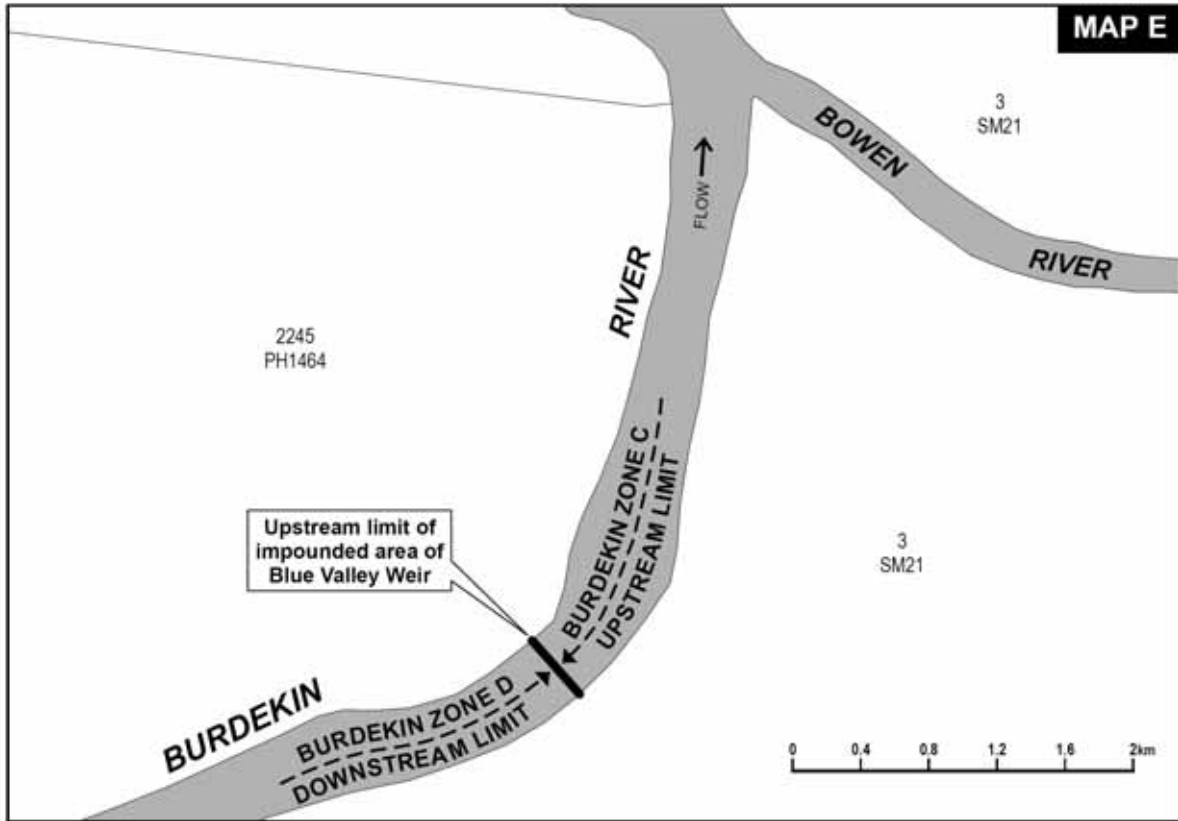 MAP E
3
SM21
BOWEN
RIVER
FLOW
RIVER
2245
PH1464
BURDEKIN ZONE C
UPSTREAM LIMIT
Upstream limit of
impounded area of
Blue Valley Weir
3
SM21
BURDEKIN
BURDEKIN ZONE D
DOWNSTREAM LIMIT
0 0.4 0.8 1.2 1.6 2km